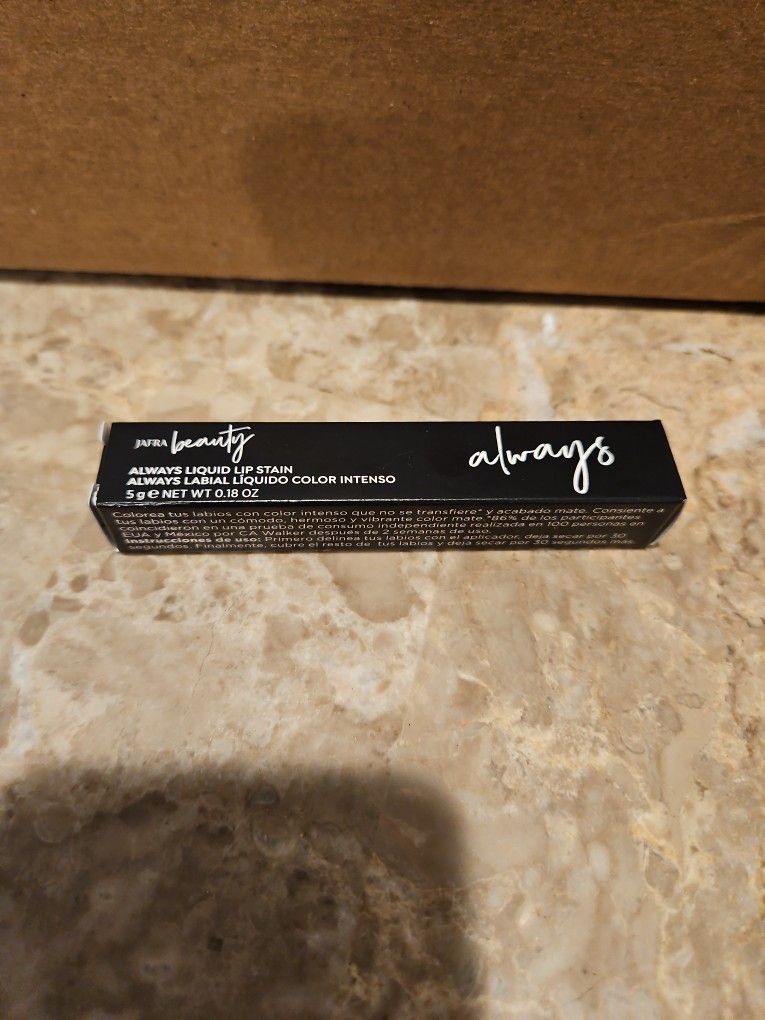 JAFRA beauty
always
ALWAYS LIQUID LIP STAIN
ALWAYS LABIAL LÍQUIDO COLOR INTENSO
5 g e NET WT 0.18 OZ
Colorea tus labios con color intenso que no se transfiere* y acabado mate. Consiente a
tus labios con un cómodo, hermoso y vibrante color mate. *86% de los participantes
coincidieron en una prueba de consumo independiente realizada en 100 personas en
EUA y México por CA Walker después de 2 semanas de uso.
Instrucciones de uso: Primero delinea tus labios con el aplicador, deja secar por 30
segundos. Finalmente, cubre el resto de tus labios y deja secar por 30 segundos más.